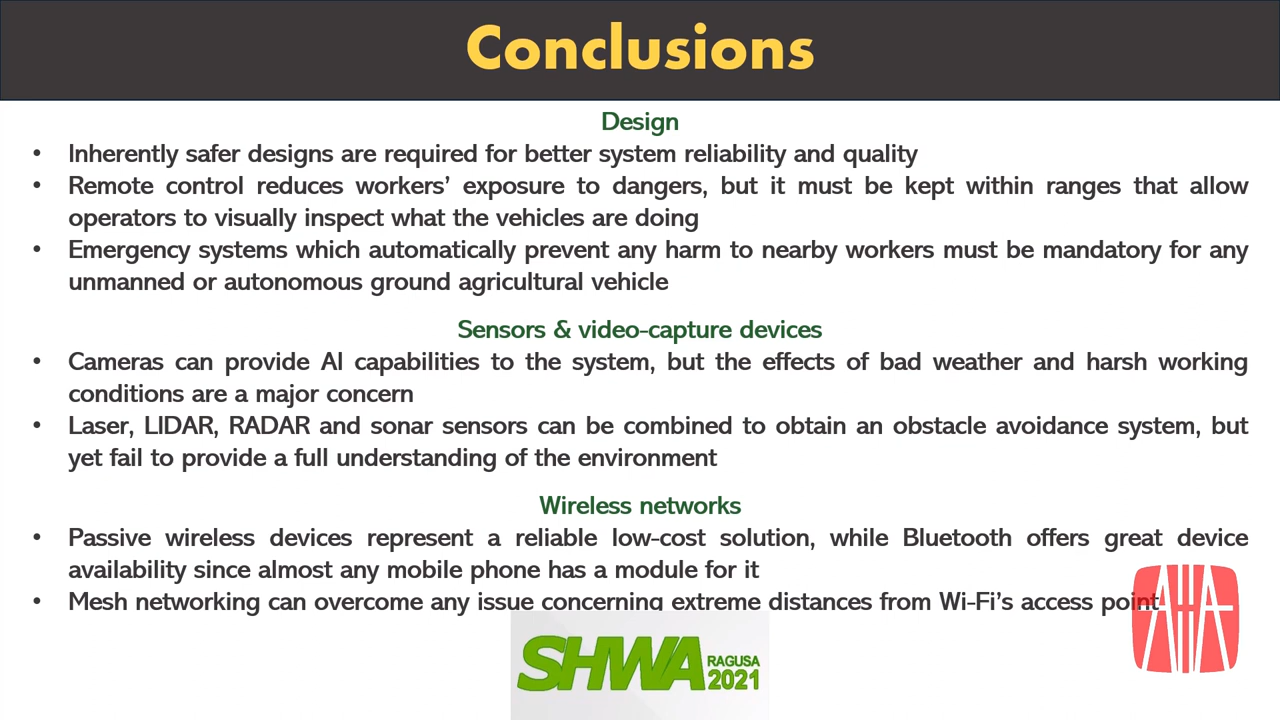 Conclusions
Design
• Inherently safer designs are required for better system reliability and quality
• Remote control reduces workers’ exposure to dangers, but it must be kept within ranges that allow
operators to visually inspect what the vehicles are doing
• Emergency systems which automatically prevent any harm to nearby workers must be mandatory for any
unmanned or autonomous ground agricultural vehicle
Sensors & video-capture devices
• Cameras can provide AI capabilities to the system, but the effects of bad weather and harsh working
conditions are a major concern
• Laser, LIDAR, RADAR and sonar sensors can be combined to obtain an obstacle avoidance system, but
yet fail to provide a full understanding of the environment
Wireless networks
• Passive wireless devices represent a reliable low-cost solution, while Bluetooth offers great device
availability since almost any mobile phone has a module for it
• Mesh networking can overcome any issue concerning extreme distances from Wi-Fi’s access point
SHWA
RAGUSA
2021